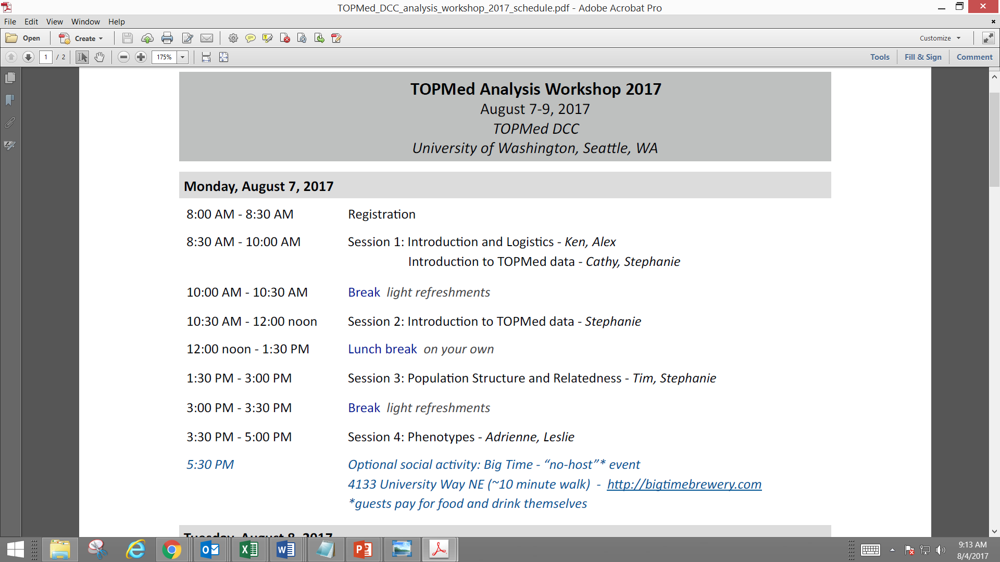 TOPMed_DCC_analysis_workshop_2017_schedule.pdf - Adobe Acrobat Pro
File Edit View Window Help
Open Create Customize
1 / 2 175% Tools Fill & Sign Comment
TOPMed Analysis Workshop 2017
August 7-9, 2017
TOPMed DCC
University of Washington, Seattle, WA
Monday, August 7, 2017
8:00 AM - 8:30 AM Registration
8:30 AM - 10:00 AM Session 1: Introduction and Logistics - Ken, Alex
Introduction to TOPMed data - Cathy, Stephanie
10:00 AM - 10:30 AM Break light refreshments
10:30 AM - 12:00 noon Session 2: Introduction to TOPMed data - Stephanie
12:00 noon - 1:30 PM Lunch break on your own
1:30 PM - 3:00 PM Session 3: Population Structure and Relatedness - Tim, Stephanie
3:00 PM - 3:30 PM Break light refreshments
3:30 PM - 5:00 PM Session 4: Phenotypes - Adrienne, Leslie
5:30 PM Optional social activity: Big Time - “no-host”* event
4133 University Way NE (~10 minute walk) - http://bigtimebrewery.com
*guests pay for food and drink themselves
Tuesday, August 8, 2017
9:13 AM
8/4/2017